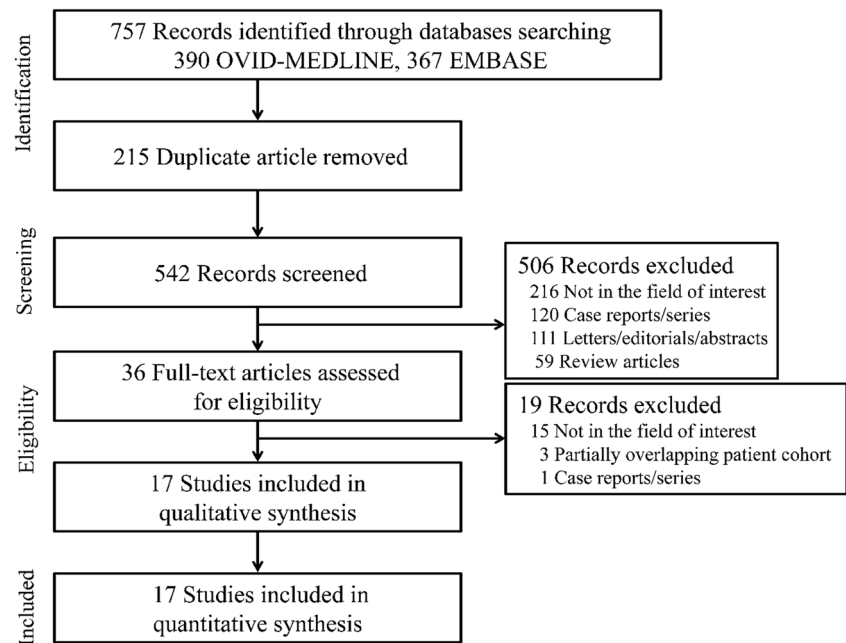 Identification
757 Records identified through databases searching
390 OVID-MEDLINE, 367 EMBASE
215 Duplicate article removed
Screening
542 Records screened
506 Records excluded
216 Not in the field of interest
120 Case reports/series
111 Letters/editorials/abstracts
59 Review articles
Eligibility
36 Full-text articles assessed
for eligibility
19 Records excluded
15 Not in the field of interest
3 Partially overlapping patient cohort
1 Case reports/series
17 Studies included in
qualitative synthesis
Included
17 Studies included in
quantitative synthesis